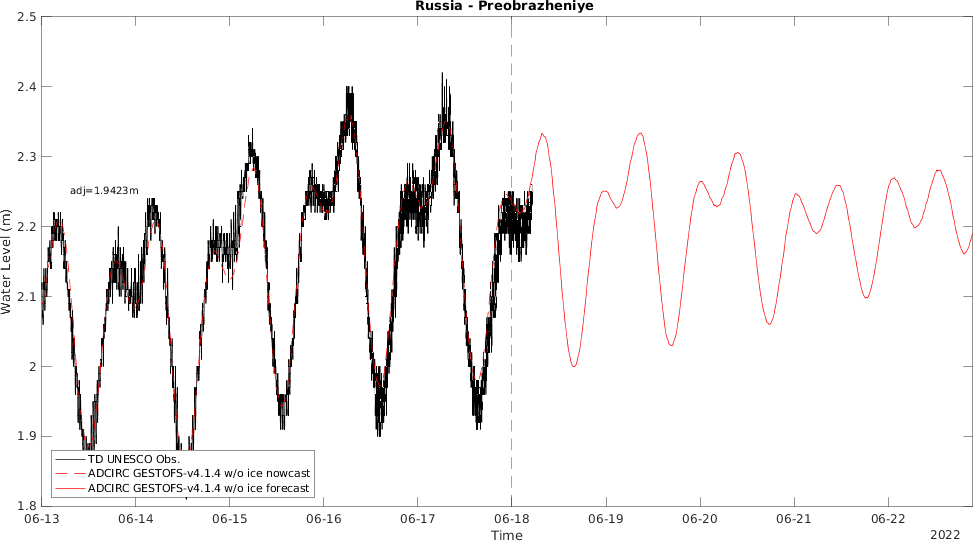 Russia - Preobrazheniye
2.5
2.4
2.3
2.2
2.1
2
1.9
1.8
Water Level (m)
adj=1.9423m
TD UNESCO Obs.
ADCIRC GESTOFS-v4.1.4 w/o ice nowcast
ADCIRC GESTOFS-v4.1.4 w/o ice forecast
06-13 06-14 06-15 06-16 06-17 06-18 06-19 06-20 06-21 06-22
Time
2022